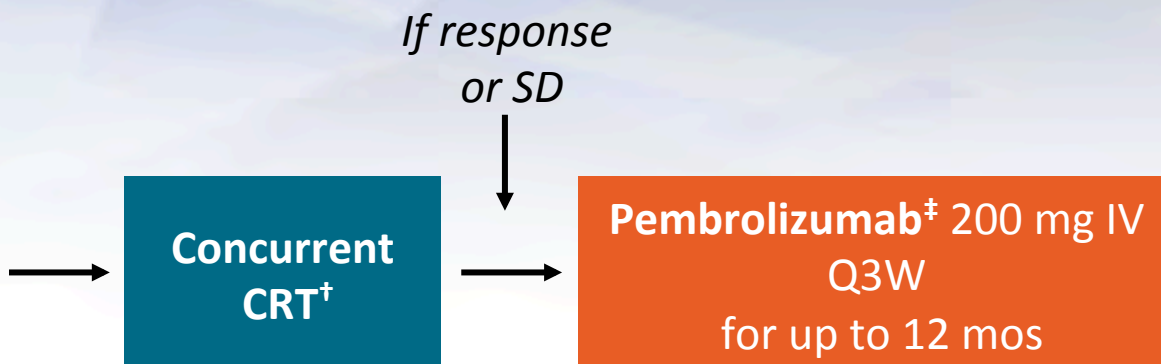 If response
or SD
Concurrent
CRT†
Pembrolizumab‡ 200 mg IV
Q3W
for up to 12 mos